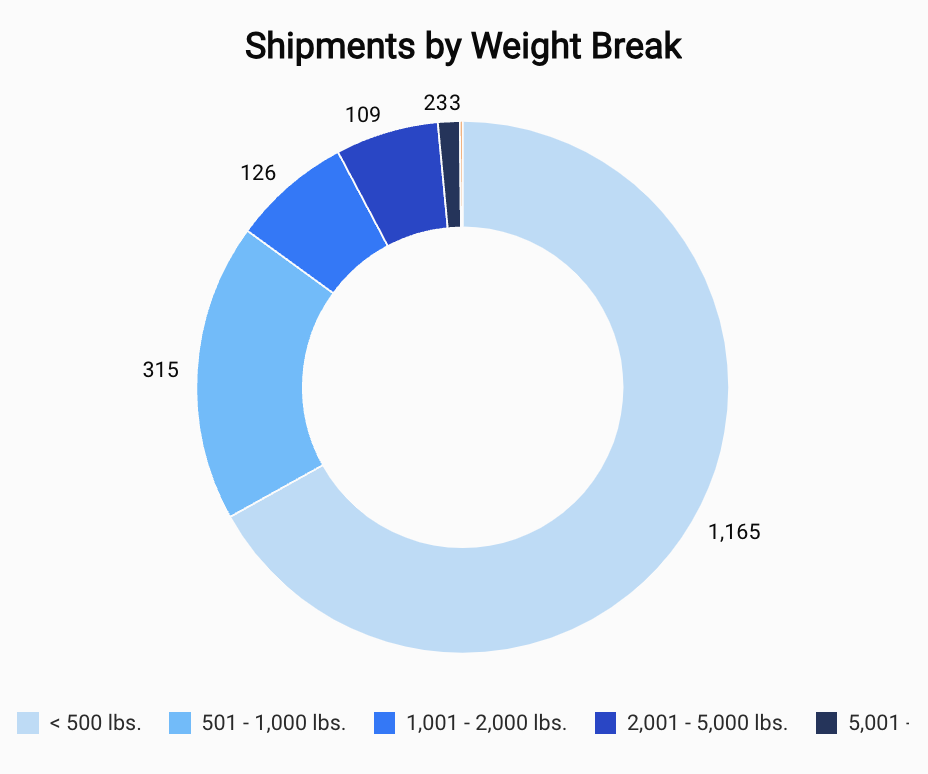 Shipments by Weight Break
233
109
126
315
1,165
< 500 lbs.
501 - 1,000 lbs.
1,001 - 2,000 lbs.
2,001 - 5,000 lbs.
5,001 -